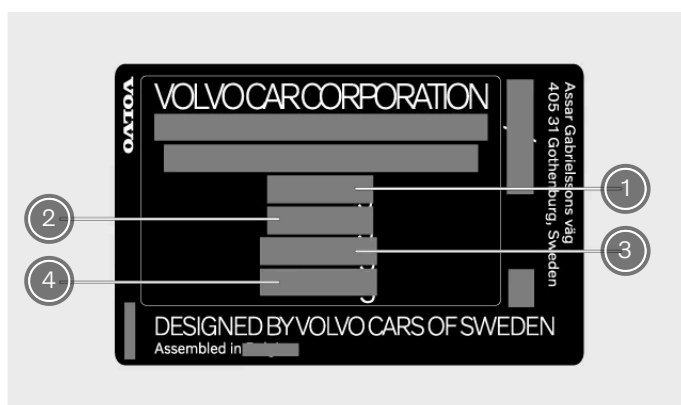 VOLVO
VOLVO CAR CORPORATION
Assar Gabrielssons väg
405 31 Gothenburg, Sweden
1
2
3
4
DESIGNED BY VOLVO CARS OF SWEDEN
Assembled in